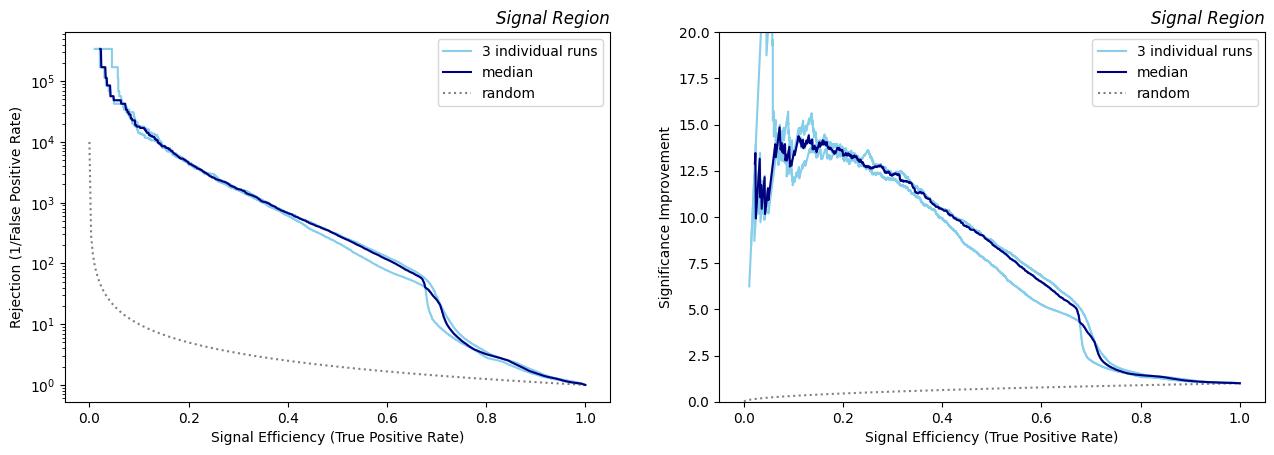 Signal Region
3 individual runs
median
random
Rejection (1/False Positive Rate)
10^5
10^4
10^3
10^2
10^1
10^0
0.0 0.2 0.4 0.6 0.8 1.0
Signal Efficiency (True Positive Rate)
Signal Region
3 individual runs
median
random
Significance Improvement
20.0
17.5
15.0
12.5
10.0
7.5
5.0
2.5
0.0
0.0 0.2 0.4 0.6 0.8 1.0
Signal Efficiency (True Positive Rate)